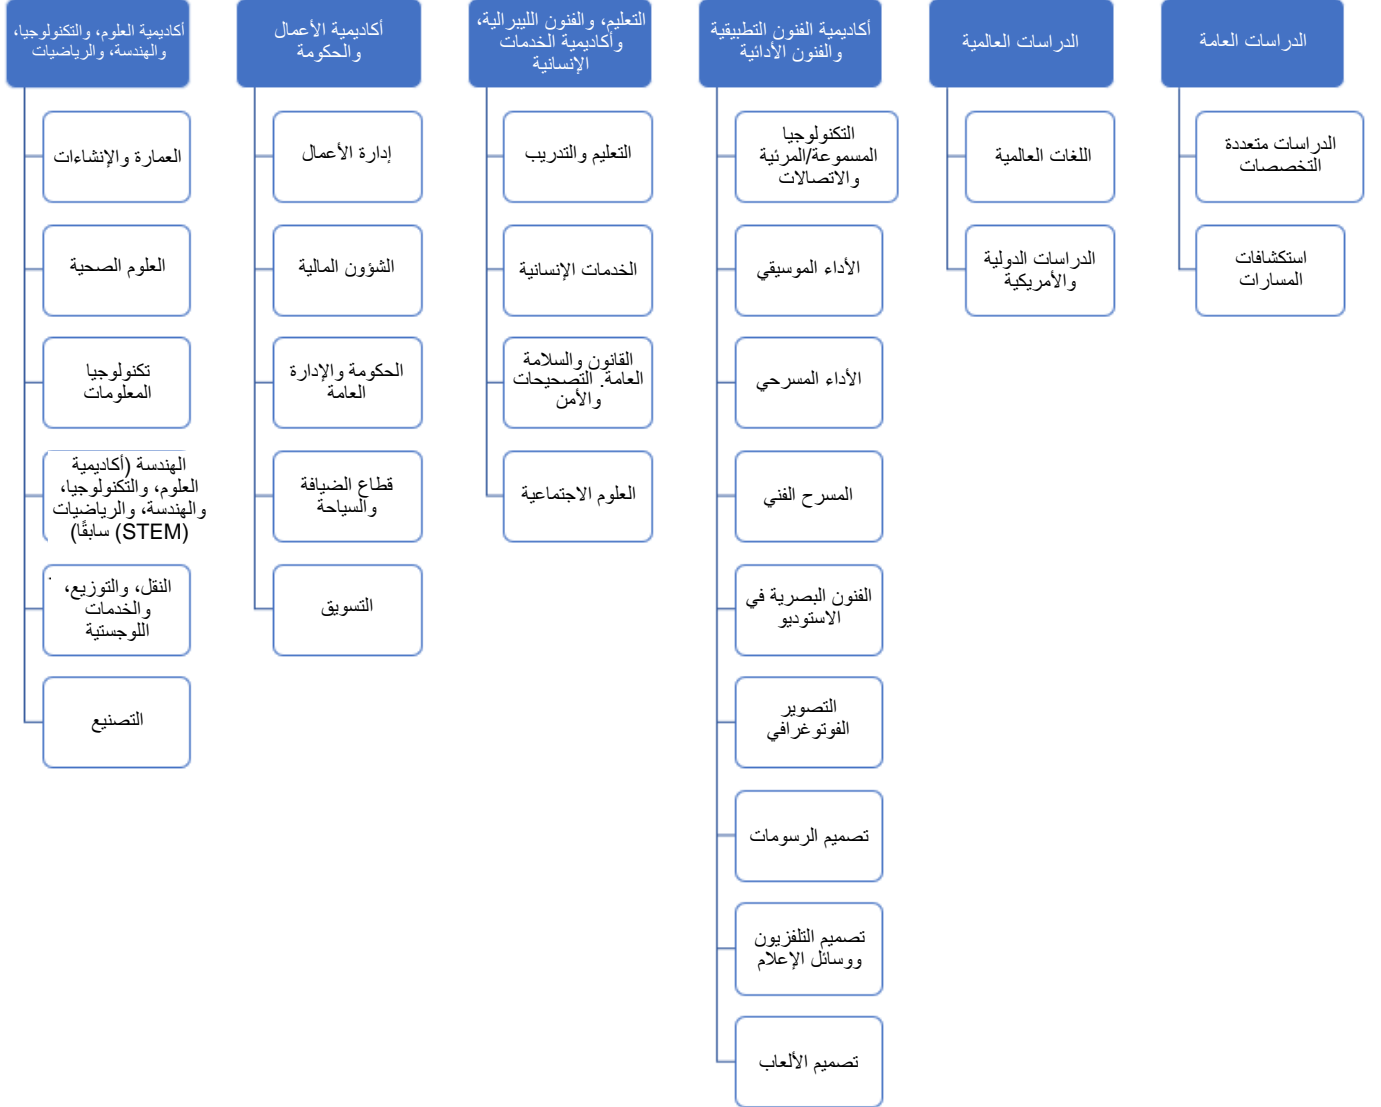 أكاديمية العلوم، والتكنولوجيا،
والهندسة، والرياضيات
العمارة والإنشاءات
العلوم الصحية
تكنولوجيا
المعلومات
الهندسة (أكاديمية
العلوم، والتكنولوجيا،
والهندسة، والرياضيات
(STEM) سابقًا)
النقل، والتوزيع،
والخدمات
اللوجستية
التصنيع
أكاديمية الأعمال
والحكومة
إدارة الأعمال
الشؤون المالية
الحكومة والإدارة
العامة
قطاع الضيافة
والسياحة
التسويق
التعليم، والفنون الليبرالية،
وأكاديمية الخدمات
الإنسانية
التعليم والتدريب
الخدمات الإنسانية
القانون والسلامة
العامة. التصحيحات
والأمن
العلوم الاجتماعية
أكاديمية الفنون التطبيقية
والفنون الأدائية
التكنولوجيا
المسموعة/المرئية
والاتصالات
الأداء الموسيقي
الأداء المسرحي
المسرح الفني
الفنون البصرية في
الاستوديو
التصوير
الفوتوغرافي
تصميم الرسومات
تصميم التلفزيون
ووسائل الإعلام
تصميم الألعاب
الدراسات العالمية
اللغات العالمية
الدراسات الدولية
والأمريكية
الدراسات العامة
الدراسات متعددة
التخصصات
استكشافات
المسارات